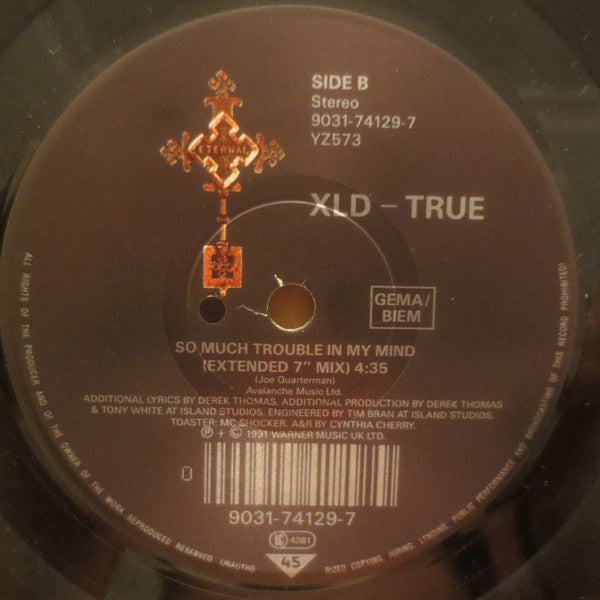 ETERNAL
SIDE B
Stereo
9031-74129-7
YZ573
XLD – TRUE
GEMA/
BIEM
SO MUCH TROUBLE IN MY MIND
(EXTENDED 7" MIX) 4:35
(Joe Quarterman)
Avalanche Music Ltd.
ADDITIONAL LYRICS BY DEREK THOMAS. ADDITIONAL PRODUCTION BY DEREK THOMAS
& TONY WHITE AT ISLAND STUDIOS. ENGINEERED BY TIM BRAN AT ISLAND STUDIOS.
TOASTER: MC SHOCKER. A&R BY CYNTHIA CHERRY.
Ⓟ + © 1991 WARNER MUSIC UK LTD.
Ü
9031-74129-7
LC 4281
45
ALL RIGHTS OF THE PRODUCER AND OF THE OWNER OF THE WORK REPRODUCED RESERVED UNAUTHO
RIZED COPYING, HIRING, LENDING, PUBLIC PERFORMANCE AND BROADCASTING OF THIS RECORD PROHIBITED!